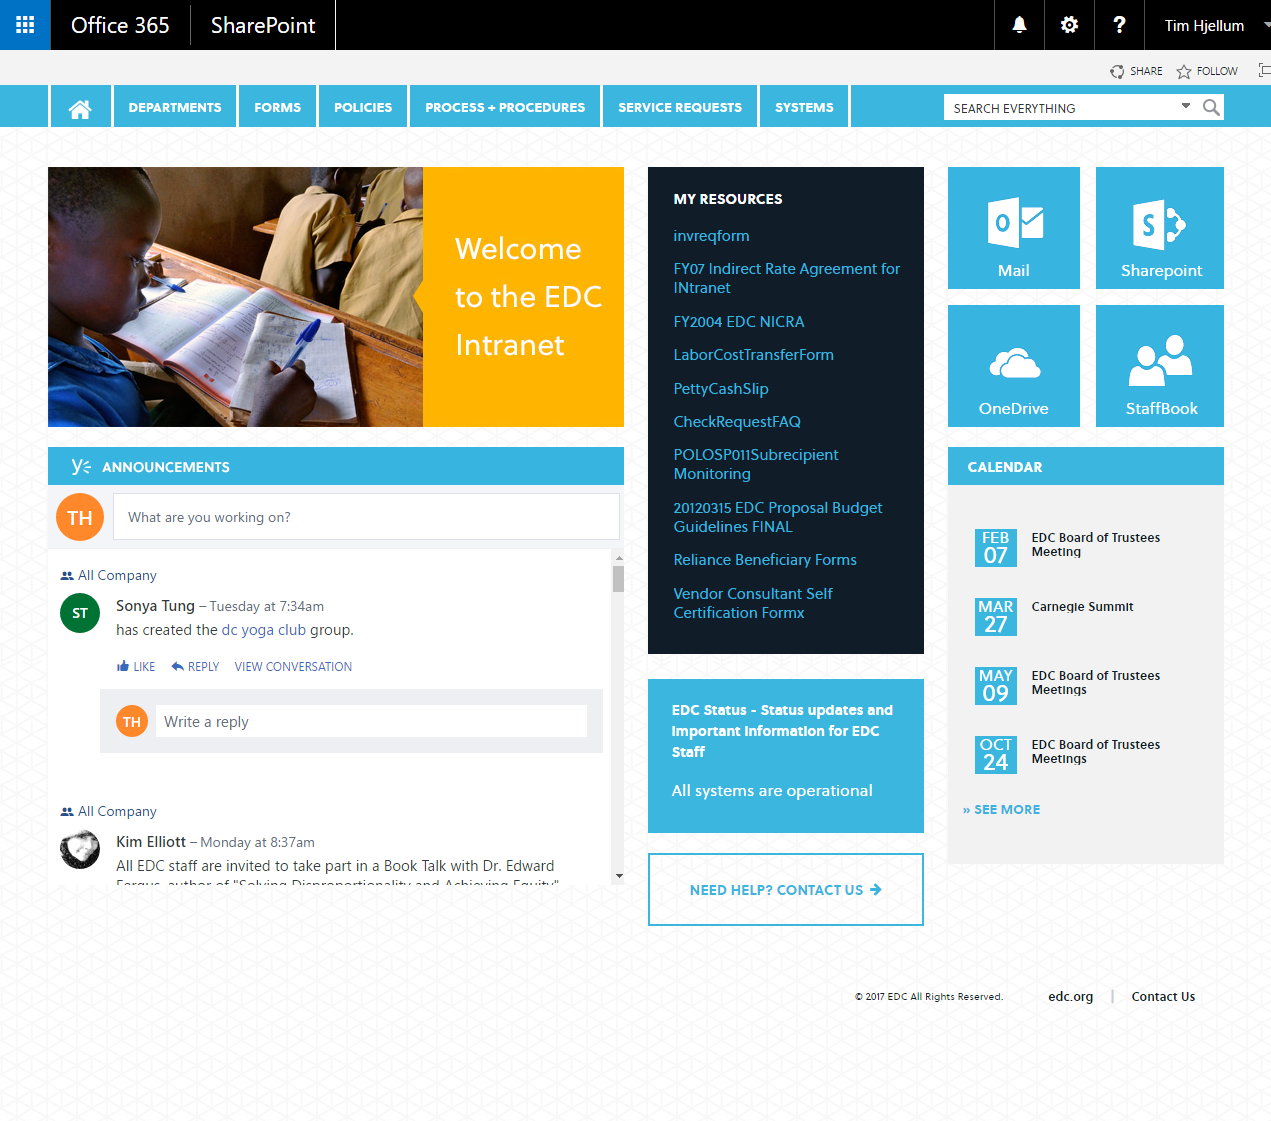 Office 365
SharePoint
Tim Hjellum
SHARE
FOLLOW
DEPARTMENTS
FORMS
POLICIES
PROCESS + PROCEDURES
SERVICE REQUESTS
SYSTEMS
SEARCH EVERYTHING
Welcome
to the EDC
Intranet
MY RESOURCES
invreqform
FY07 Indirect Rate Agreement for
INtranet
FY2004 EDC NICRA
LaborCostTransferForm
PettyCashSlip
CheckRequestFAQ
POLOSP011Subrecipient
Monitoring
20120315 EDC Proposal Budget
Guidelines FINAL
Reliance Beneficiary Forms
Vendor Consultant Self
Certification Formx
Mail
Sharepoint
OneDrive
StaffBook
ANNOUNCEMENTS
TH
What are you working on?
All Company
ST
Sonya Tung – Tuesday at 7:34am
has created the dc yoga club group.
LIKE
REPLY
VIEW CONVERSATION
TH
Write a reply
All Company
Kim Elliott – Monday at 8:37am
All EDC staff are invited to take part in a Book Talk with Dr. Edward
Fergus, author of "Solving Disproportionality and Achieving Equity"
EDC Status - Status updates and
important information for EDC
Staff
All systems are operational
NEED HELP? CONTACT US
CALENDAR
FEB
07
EDC Board of Trustees
Meeting
MAR
27
Carnegie Summit
MAY
09
EDC Board of Trustees
Meetings
OCT
24
EDC Board of Trustees
Meetings
» SEE MORE
© 2017 EDC All Rights Reserved.
edc.org
|
Contact Us